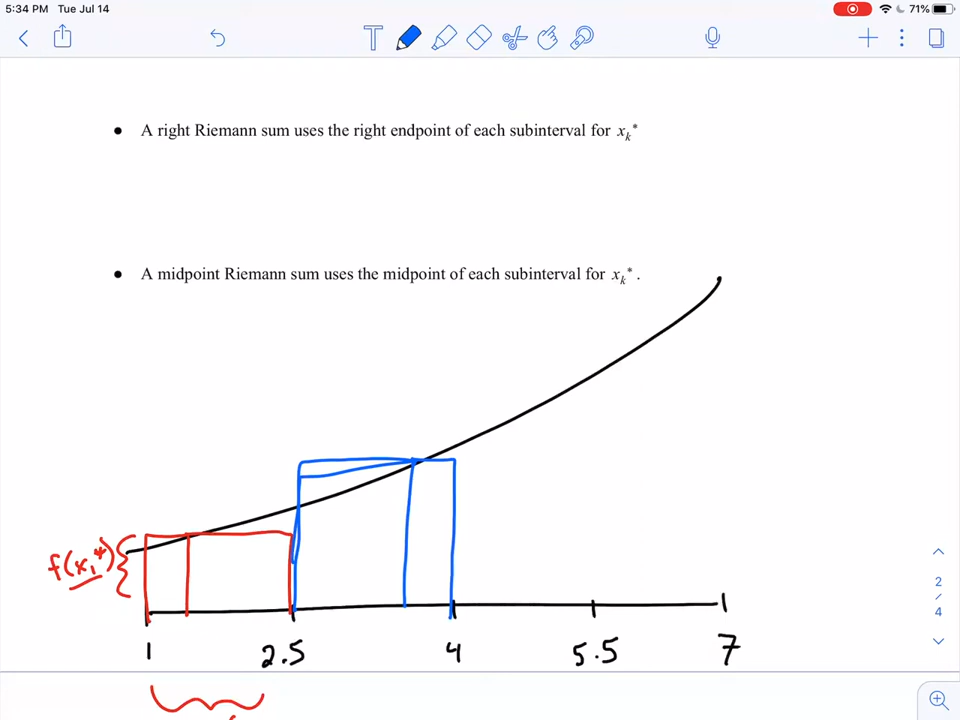 5:34 PM Tue Jul 14 71%
● A right Riemann sum uses the right endpoint of each subinterval for xₖ*
● A midpoint Riemann sum uses the midpoint of each subinterval for xₖ* .
f(x₁*)
1 2.5 4 5.5 7
2
/
4